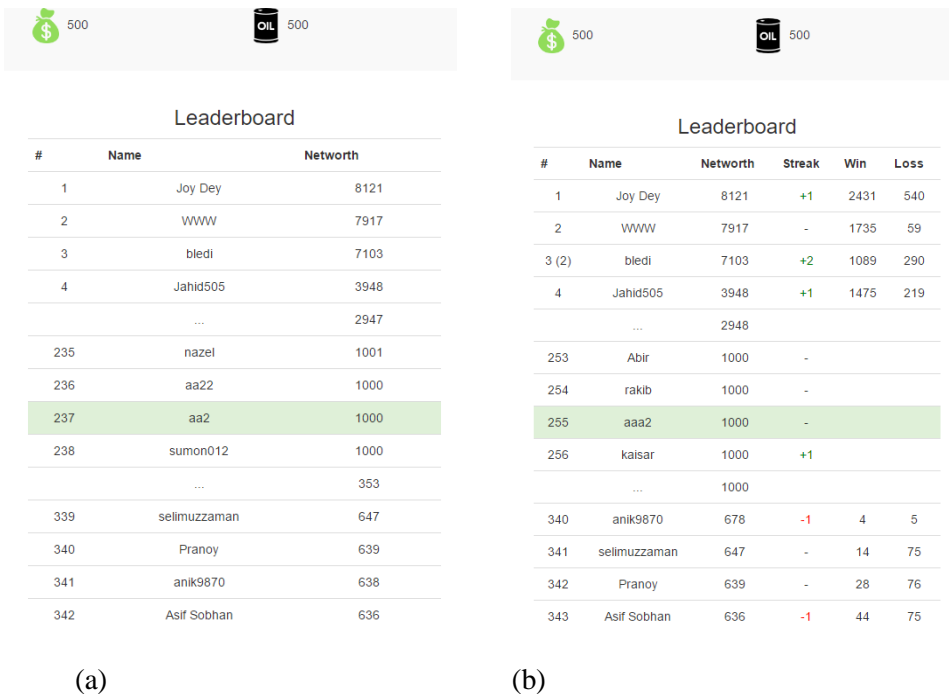 500 OIL 500
Leaderboard
# Name Networth
1 Joy Dey 8121
2 WWW 7917
3 bledi 7103
4 Jahid505 3948
... 2947
235 nazel 1001
236 aa22 1000
237 aa2 1000
238 sumon012 1000
... 353
339 selimuzzaman 647
340 Pranoy 639
341 anik9870 638
342 Asif Sobhan 636
(a)
500 OIL 500
Leaderboard
# Name Networth Streak Win Loss
1 Joy Dey 8121 +1 2431 540
2 WWW 7917 - 1735 59
3 (2) bledi 7103 +2 1089 290
4 Jahid505 3948 +1 1475 219
... 2948
253 Abir 1000 -
254 rakib 1000 -
255 aaa2 1000 -
256 kaisar 1000 +1
... 1000
340 anik9870 678 -1 4 5
341 selimuzzaman 647 - 14 75
342 Pranoy 639 - 28 76
343 Asif Sobhan 636 -1 44 75
(b)